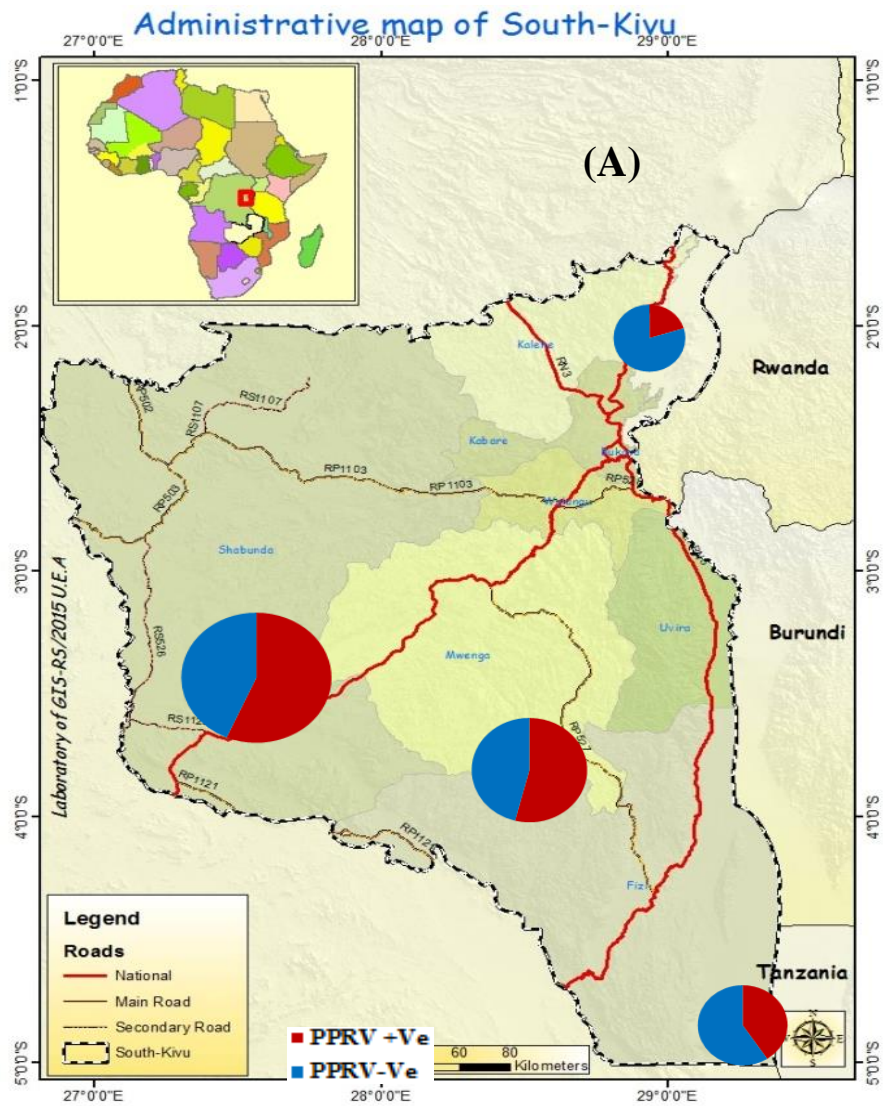 Administrative map of South-Kivu
27°0'0"E
28°0'0"E
29°0'0"E
1°0'0"S
1°0'0"S
(A)
2°0'0"S
2°0'0"S
Kalehe
RN3
Rwanda
RP502
RS1107
RS1107
Kabare
RP1103
RP 1103
RP503
Shabunda
3°0'0"S
3°0'0"S
Uvira
Burundi
Mwenga
RS526
RP527
RP1121
4°0'0"S
4°0'0"S
Fizi
Laboratory of GIS-RS/2015 U.E.A
Legend
Roads
National
Main Road
Secondary Road
South-Kivu
Tanzania
N
E
S
PPRV +Ve
PPRV-Ve
60
80
Kilometers
5°0'0"S
5°0'0"S
27°0'0"E
28°0'0"E
29°0'0"E